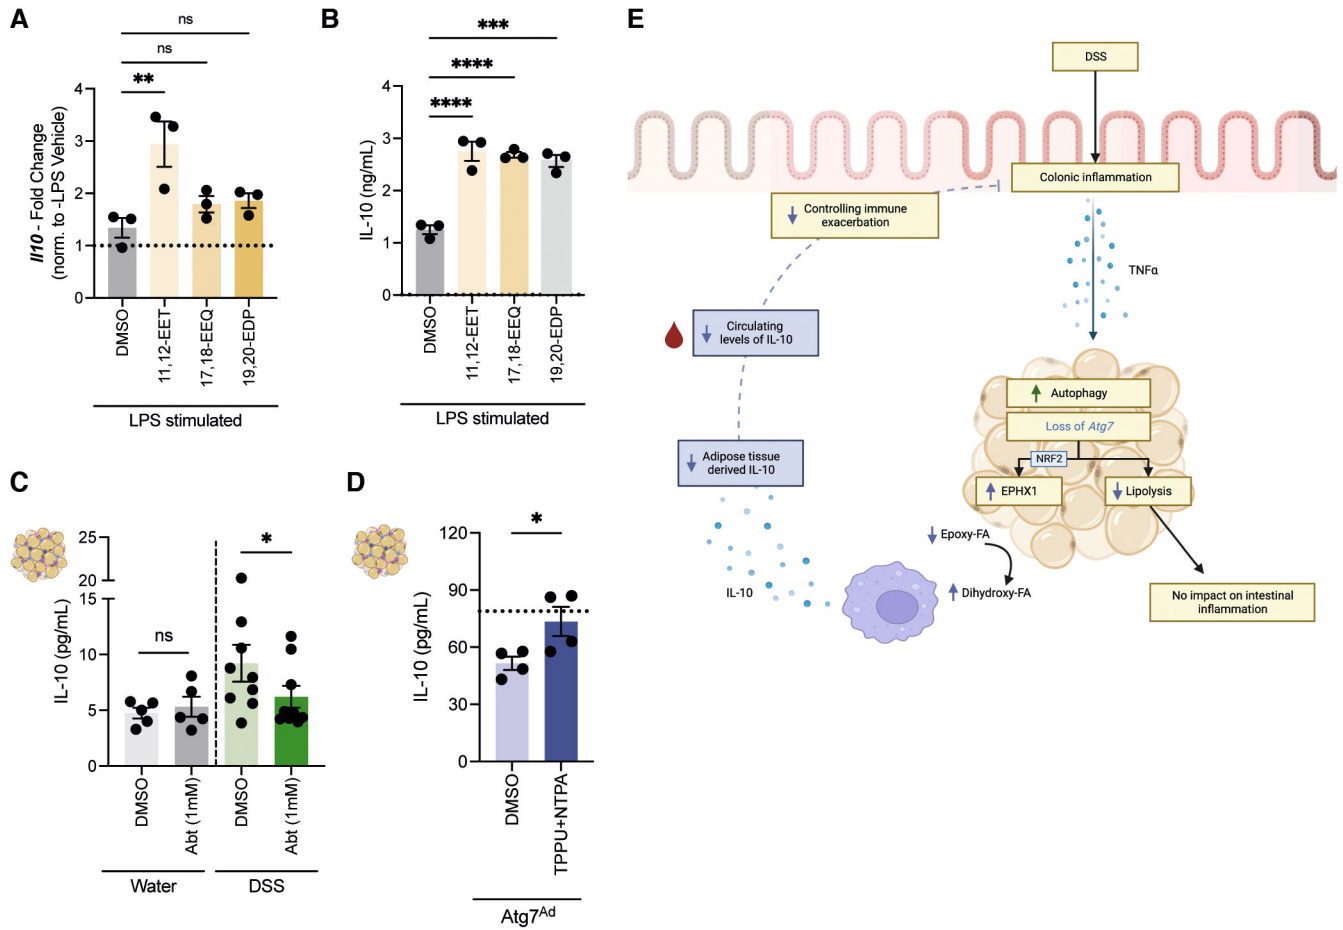 A
ns
ns
**
Il10 - Fold Change
(norm. to -LPS Vehicle)
4
3
2
1
0
DMSO
11,12-EET
17,18-EEQ
19,20-EDP
LPS stimulated
B
***
****
****
IL-10 (ng/mL)
4
3
2
1
0
DMSO
11,12-EET
17,18-EEQ
19,20-EDP
LPS stimulated
C
IL-10 (pg/mL)
25
20
15
10
5
0
ns
*
DMSO
Abt (1mM)
DMSO
Abt (1mM)
Water
DSS
D
IL-10 (pg/mL)
120
90
60
30
0
*
DMSO
TPPU+NTPA
Atg7Ad
E
DSS
Colonic inflammation
Controlling immune
exacerbation
TNFα
Circulating
levels of IL-10
Autophagy
Loss of Atg7
NRF2
EPHX1
Lipolysis
Adipose tissue
derived IL-10
Epoxy-FA
Dihydroxy-FA
IL-10
No impact on intestinal
inflammation